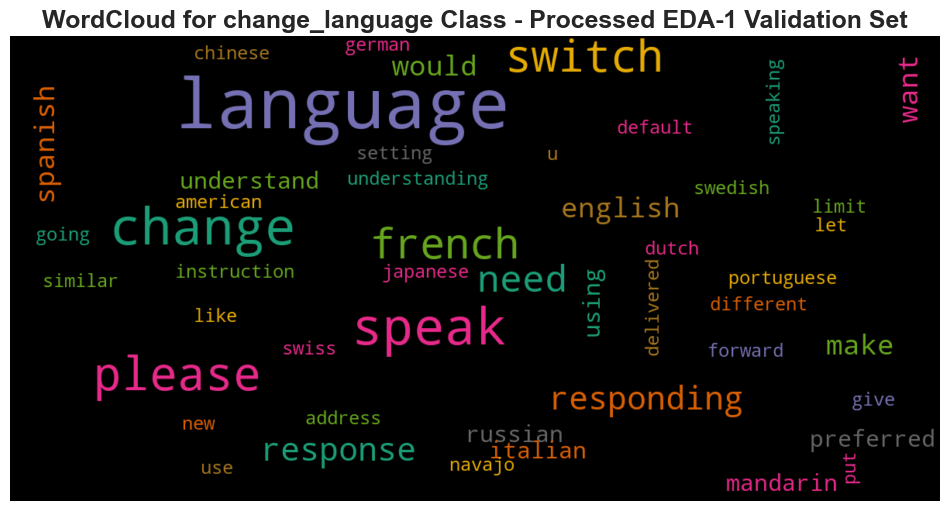 WordCloud for change_language Class - Processed EDA-1 Validation Set
chinese
german
would
switch
want
speaking
spanish
language
default
setting
u
understand
understanding
swedish
american
english
limit
let
going
change
french
dutch
similar
instruction
japanese
need
using
delivered
portuguese
different
like
speak
swiss
forward
make
please
responding
give
new
address
response
russian
italian
preferred
use
navajo
put
mandarin